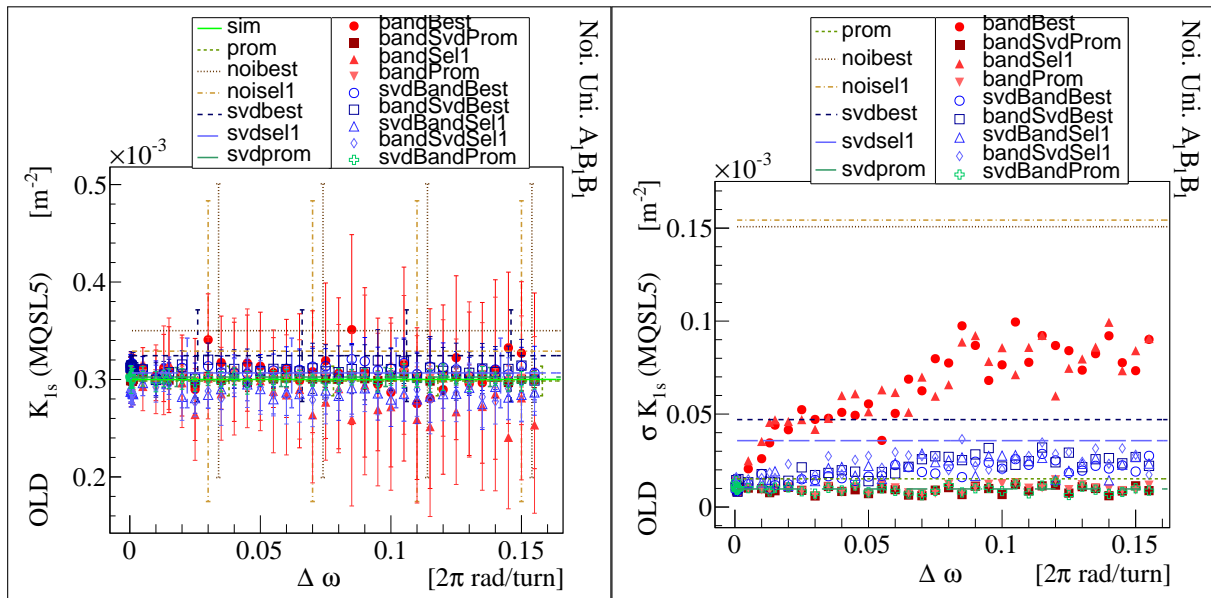 sim
prom
noibest
noisel1
svdbest
svdsel1
svdprom
bandBest
bandSvdProm
bandSel1
bandProm
svdBandBest
bandSvdBest
svdBandSel1
bandSvdSel1
svdBandProm
Noi. Uni. A₁B₁B₁
×10⁻³
OLD K₁ₛ (MQSL5) [m⁻²]
0.5
0.4
0.3
0.2
0 0.05 0.1 0.15
Δ ω [2π rad/turn]
prom
noibest
noisel1
svdbest
svdsel1
svdprom
bandBest
bandSvdProm
bandSel1
bandProm
svdBandBest
bandSvdBest
svdBandSel1
bandSvdSel1
svdBandProm
Noi. Uni. A₁B₁B₁
×10⁻³
OLD σ K₁ₛ (MQSL5) [m⁻²]
0.15
0.1
0.05
0
0 0.05 0.1 0.15
Δ ω [2π rad/turn]